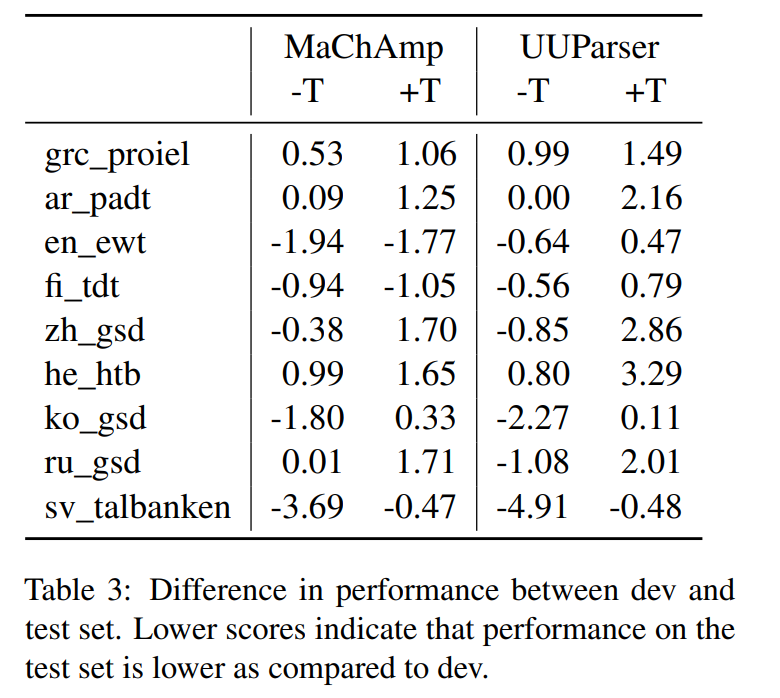 MaChAmp UUParser
-T +T -T +T
grc_proiel 0.53 1.06 0.99 1.49
ar_padt 0.09 1.25 0.00 2.16
en_ewt -1.94 -1.77 -0.64 0.47
fi_tdt -0.94 -1.05 -0.56 0.79
zh_gsd -0.38 1.70 -0.85 2.86
he_htb 0.99 1.65 0.80 3.29
ko_gsd -1.80 0.33 -2.27 0.11
ru_gsd 0.01 1.71 -1.08 2.01
sv_talbanken -3.69 -0.47 -4.91 -0.48
Table 3: Difference in performance between dev and
test set. Lower scores indicate that performance on the
test set is lower as compared to dev.